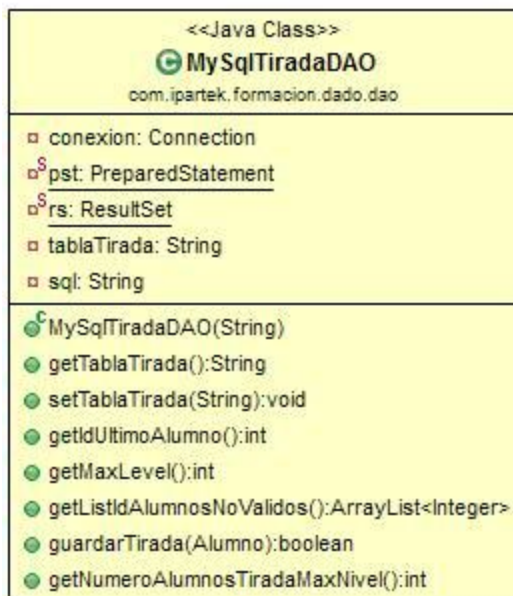 <<Java Class>>
MySqlTiradaDAO
com.ipartek.formacion.dado.dao
conexion: Connection
pst: PreparedStatement
rs: ResultSet
tablaTirada: String
sql: String
MySqlTiradaDAO(String)
getTablaTirada():String
setTablaTirada(String):void
getIdUltimoAlumno():int
getMaxLevel():int
getListIdAlumnosNoValidos():ArrayList<Integer>
guardarTirada(Alumno):boolean
getNumeroAlumnosTiradaMaxNivel():int